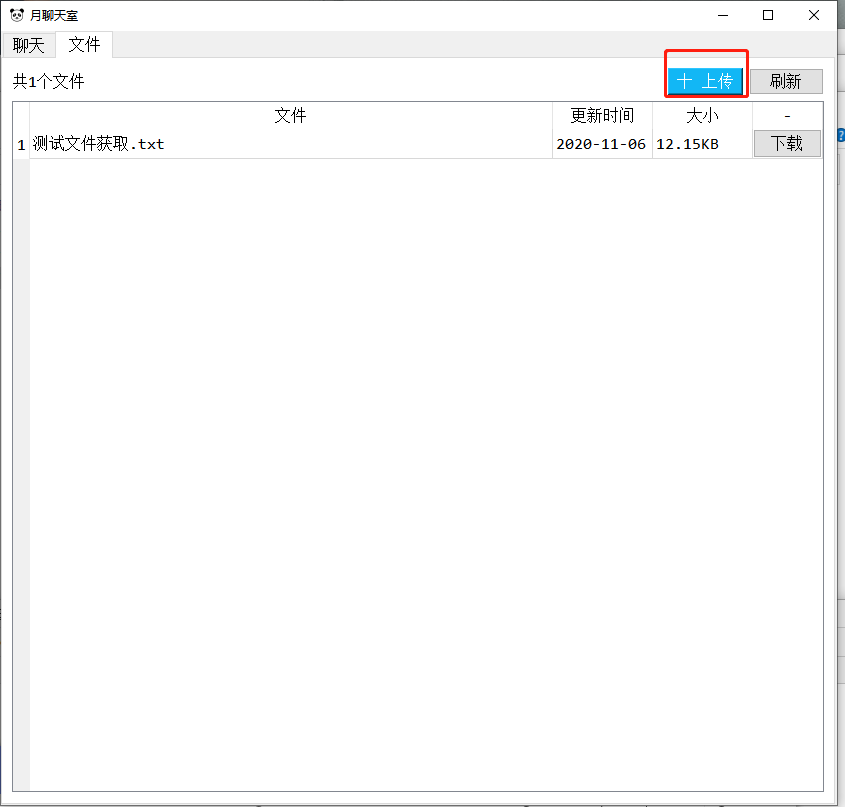 月聊天室
聊天 文件
共1个文件 十 上传 刷新
文件 更新时间 大小 -
1 测试文件获取.txt 2020-11-06 12.15KB 下载
?